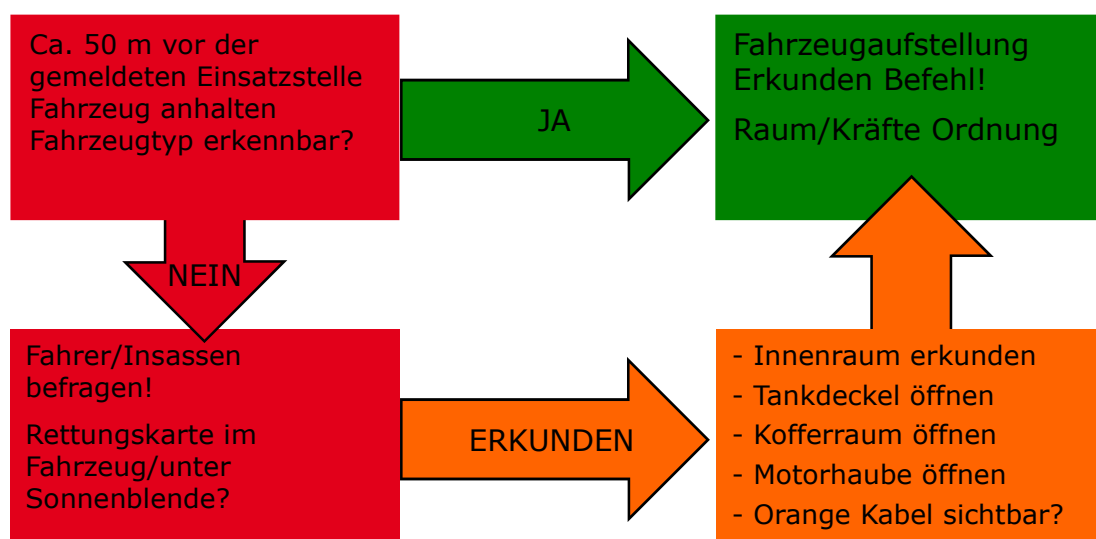 Ca. 50 m vor der
gemeldeten Einsatzstelle
Fahrzeug anhalten
Fahrzeugtyp erkennbar?
JA
Fahrzeugaufstellung
Erkunden Befehl!
Raum/Kräfte Ordnung
NEIN
Fahrer/Insassen
befragen!
Rettungskarte im
Fahrzeug/unter
Sonnenblende?
ERKUNDEN
- Innenraum erkunden
- Tankdeckel öffnen
- Kofferraum öffnen
- Motorhaube öffnen
- Orange Kabel sichtbar?